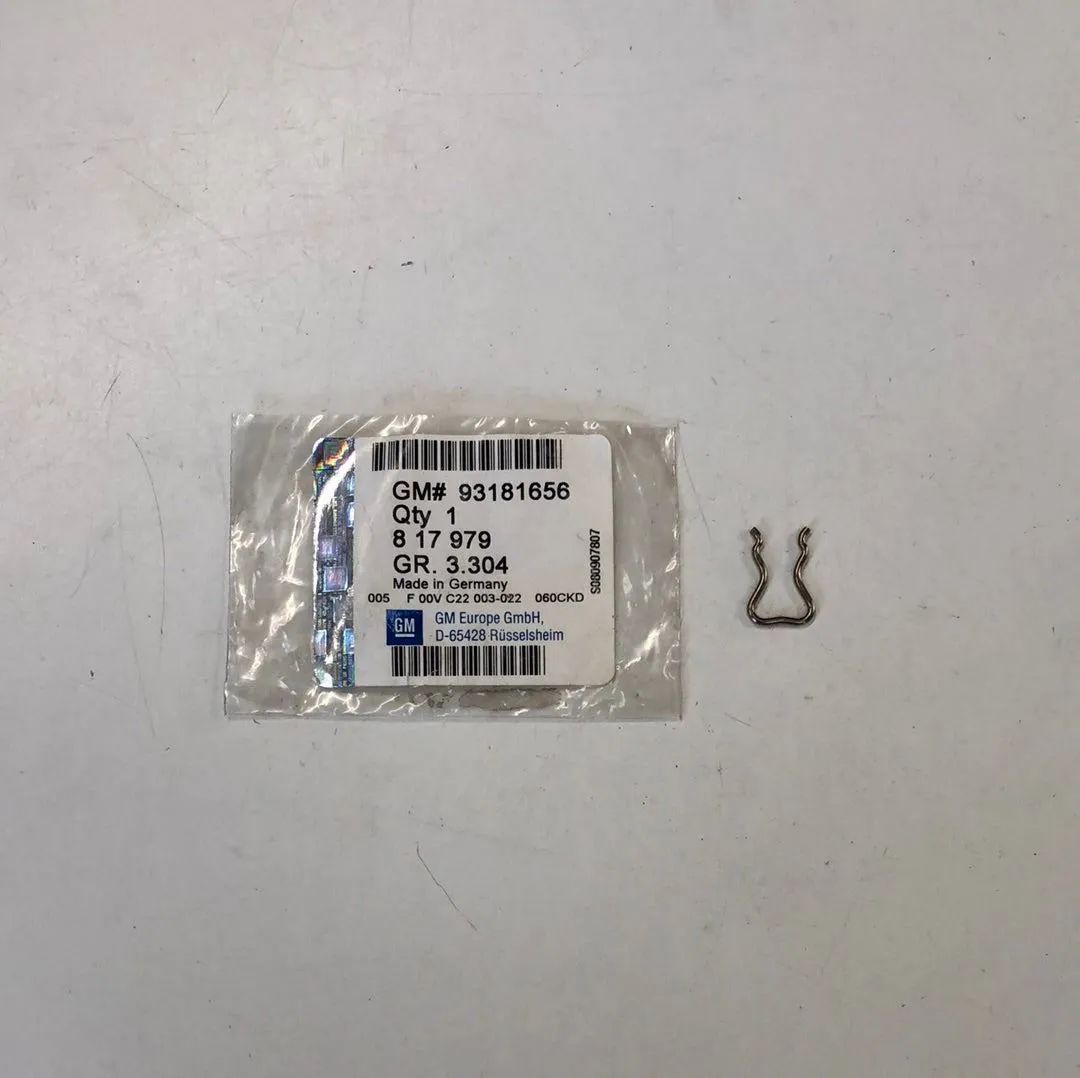 GM# 93181656
Qty 1
8 17 979
GR. 3.304
Made in Germany
005 F 00V C22 003-022 060CKD
S080907807
GM
GM Europe GmbH,
D-65428 Rüsselsheim